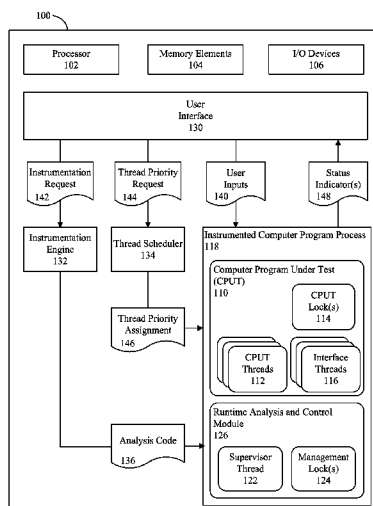 100
Processor
102
Memory Elements
104
I/O Devices
106
User
Interface
130
Instrumentation
Request
142
Thread Priority
Request
144
User
Inputs
140
Status
Indicator(s)
148
Instrumentation
Engine
132
Thread Scheduler
134
Instrumented Computer Program Process
118
Computer Program Under Test
(CPUT)
110
CPUT
Lock(s)
114
Thread Priority
Assignment
146
CPUT
Threads
112
Interface
Threads
116
Runtime Analysis and Control
Module
126
Analysis Code
136
Supervisor
Thread
122
Management
Lock(s)
124